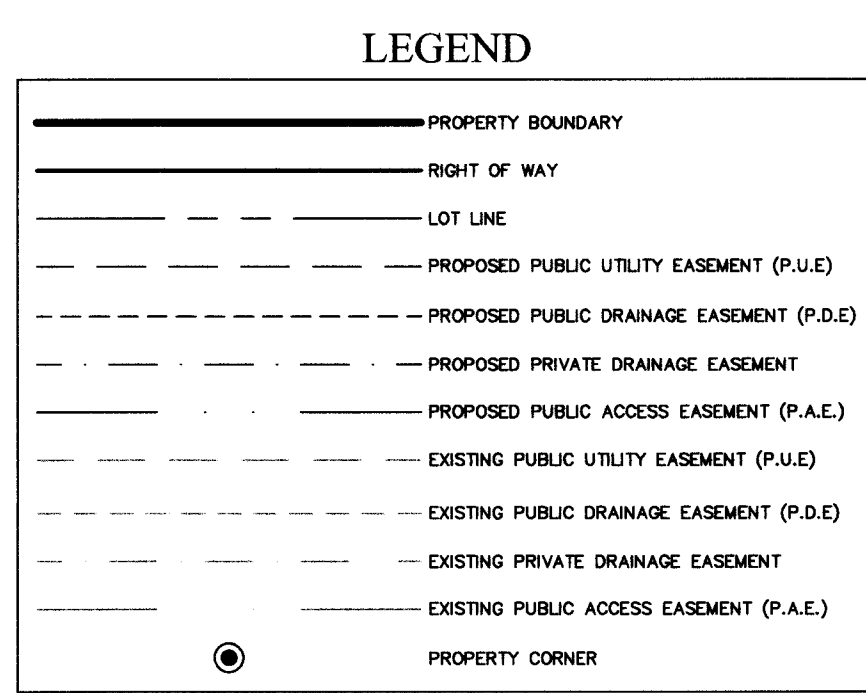 LEGEND
PROPERTY BOUNDARY
RIGHT OF WAY
LOT LINE
PROPOSED PUBLIC UTILITY EASEMENT (P.U.E)
PROPOSED PUBLIC DRAINAGE EASEMENT (P.D.E)
PROPOSED PRIVATE DRAINAGE EASEMENT
PROPOSED PUBLIC ACCESS EASEMENT (P.A.E.)
EXISTING PUBLIC UTILITY EASEMENT (P.U.E)
EXISTING PUBLIC DRAINAGE EASEMENT (P.D.E)
EXISTING PRIVATE DRAINAGE EASEMENT
EXISTING PUBLIC ACCESS EASEMENT (P.A.E.)
PROPERTY CORNER